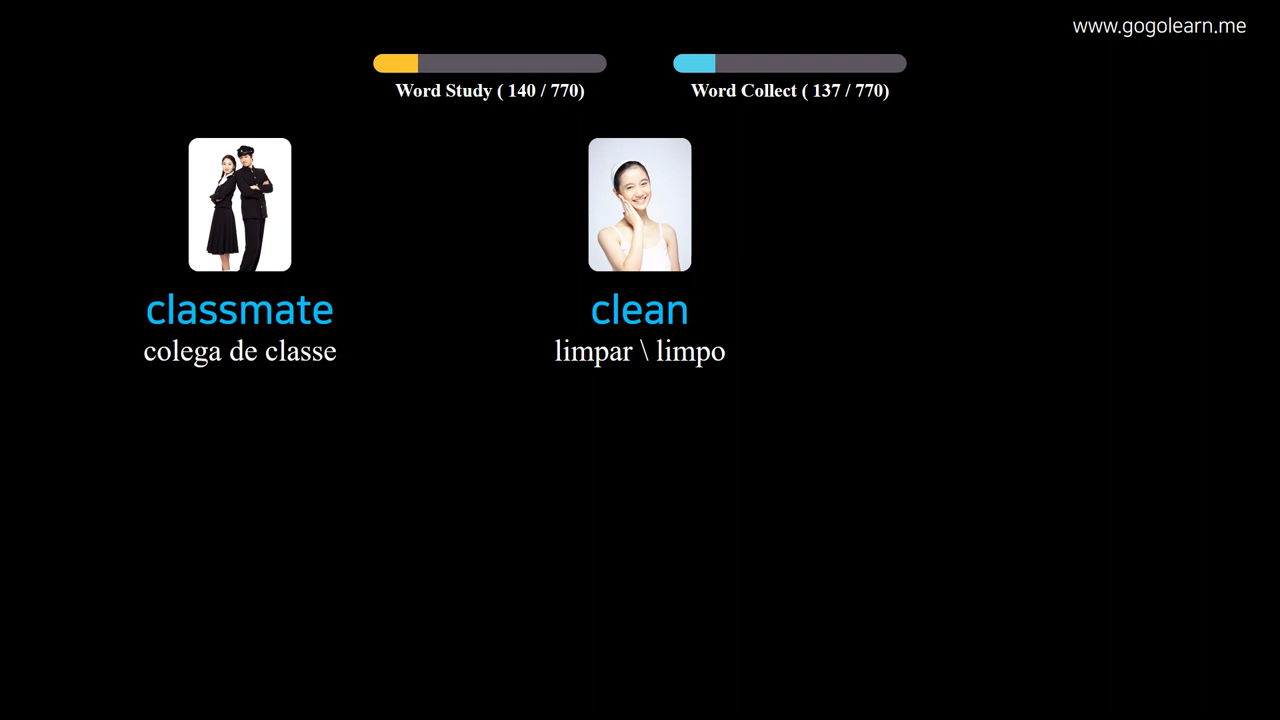 www.gogolearn.me
Word Study ( 140 / 770)
Word Collect ( 137 / 770)
classmate
colega de classe
clean
limpar \ limpo